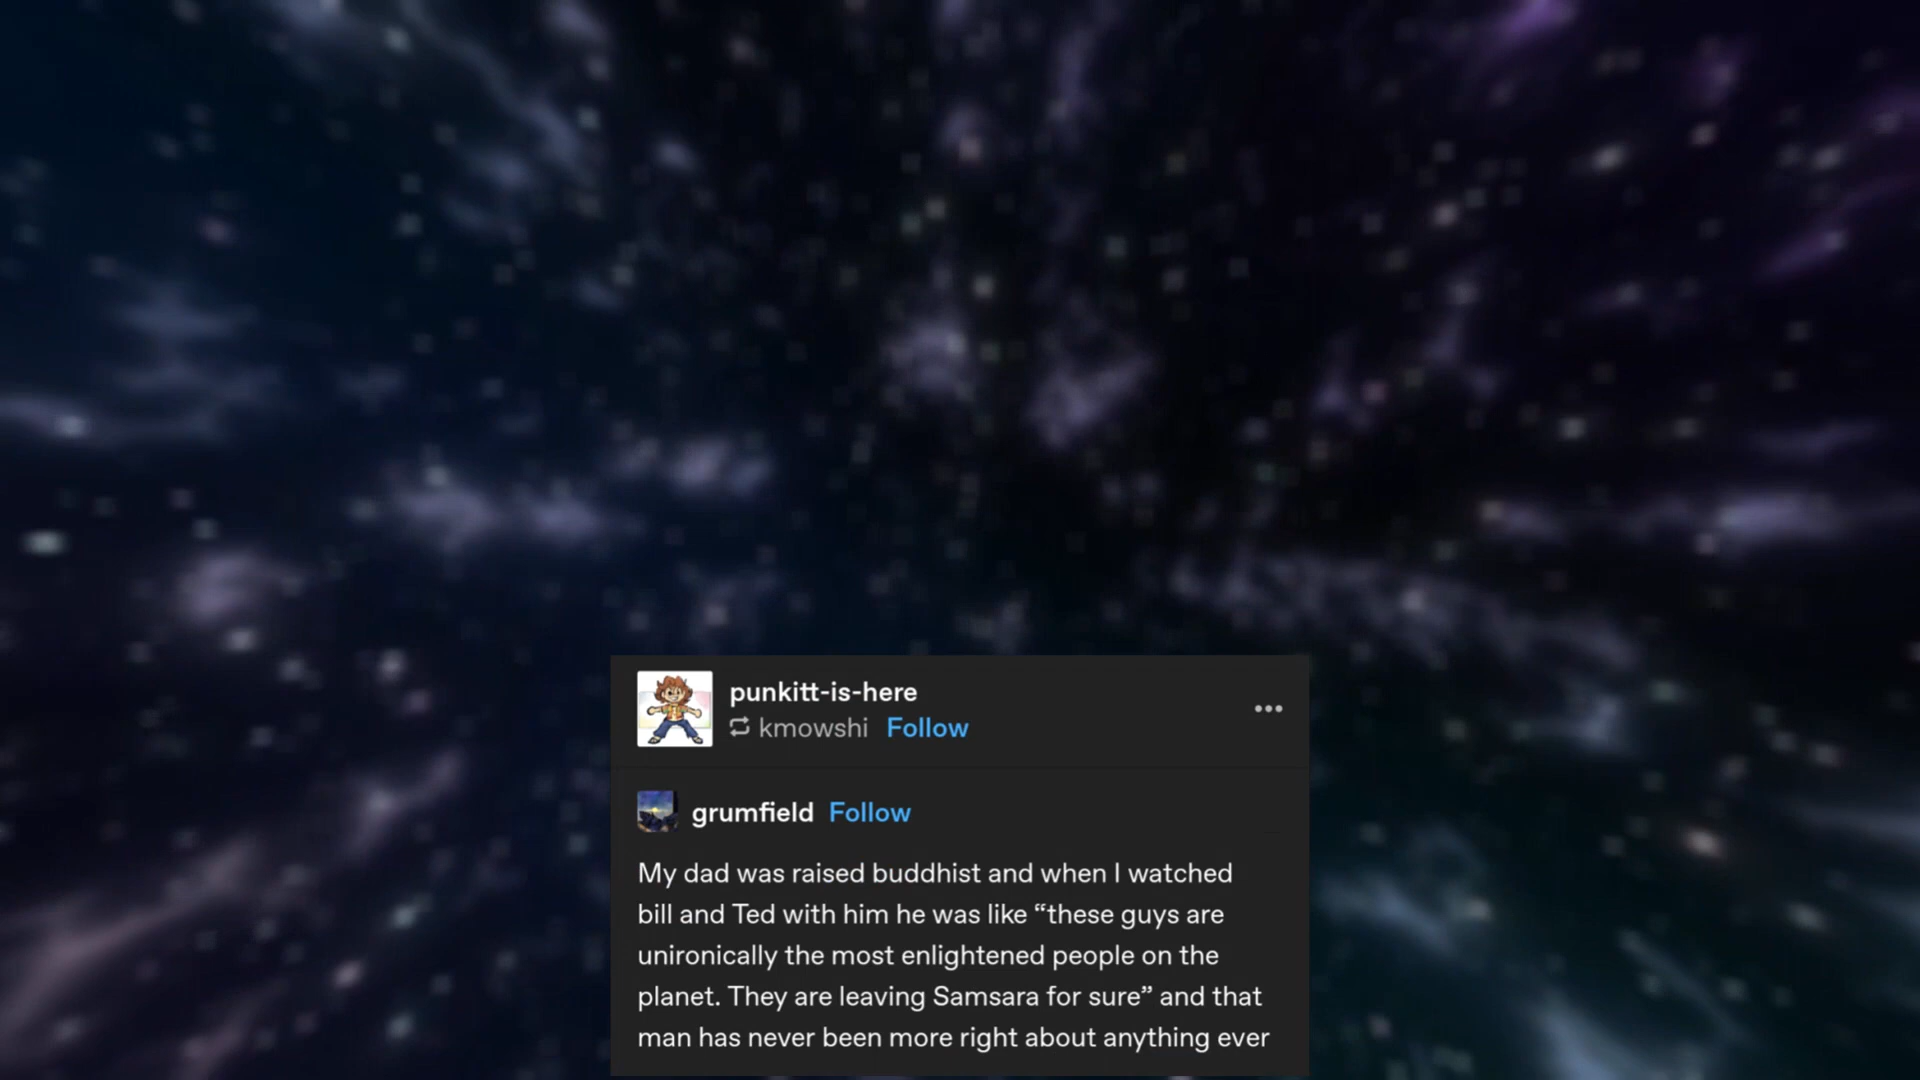 punkitt-is-here
kmowshi Follow
grumfield Follow
My dad was raised buddhist and when I watched
bill and Ted with him he was like “these guys are
unironically the most enlightened people on the
planet. They are leaving Samsara for sure” and that
man has never been more right about anything ever